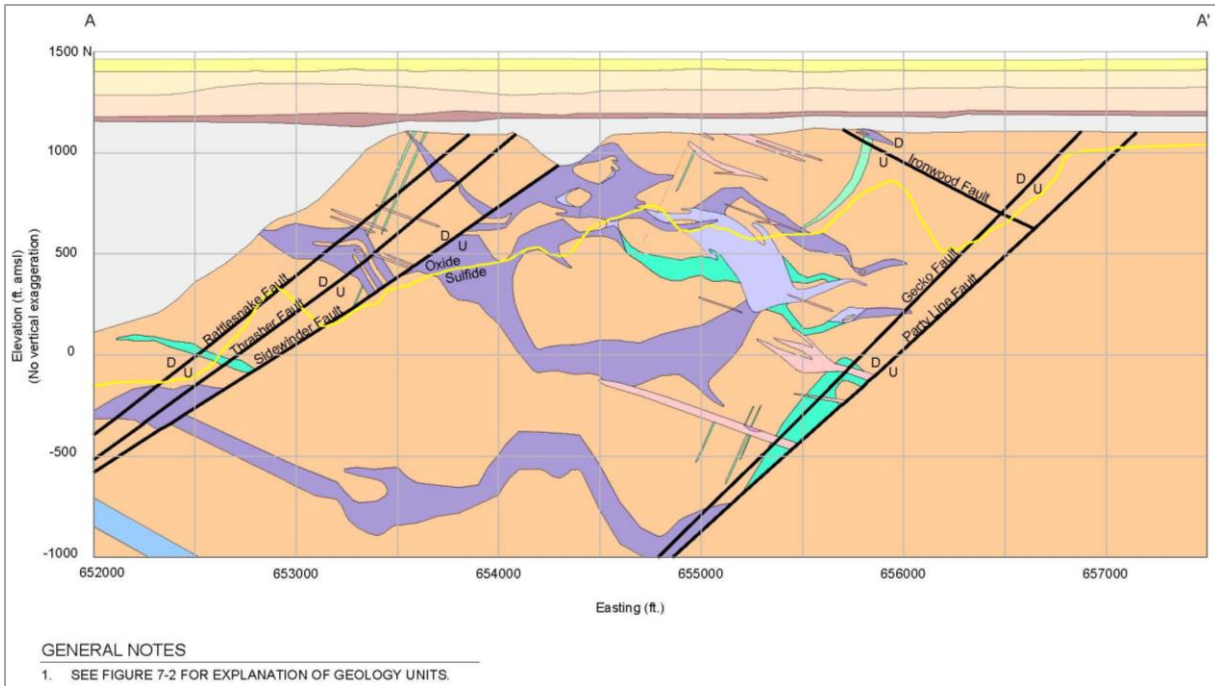 A A'
1500 N
1000
500
0
-500
-1000
Elevation (ft. amsl)
(No vertical exaggeration)
D
U
Ironwood Fault
D
U
D
U
Oxide
Sulfide
Rattlesnake Fault
D
U
Thrasher Fault
Sidewinder Fault
Gecko Fault
Party Line Fault
D
U
D
U
652000 653000 654000 655000 656000 657000
Easting (ft.)
GENERAL NOTES
1. SEE FIGURE 7-2 FOR EXPLANATION OF GEOLOGY UNITS.